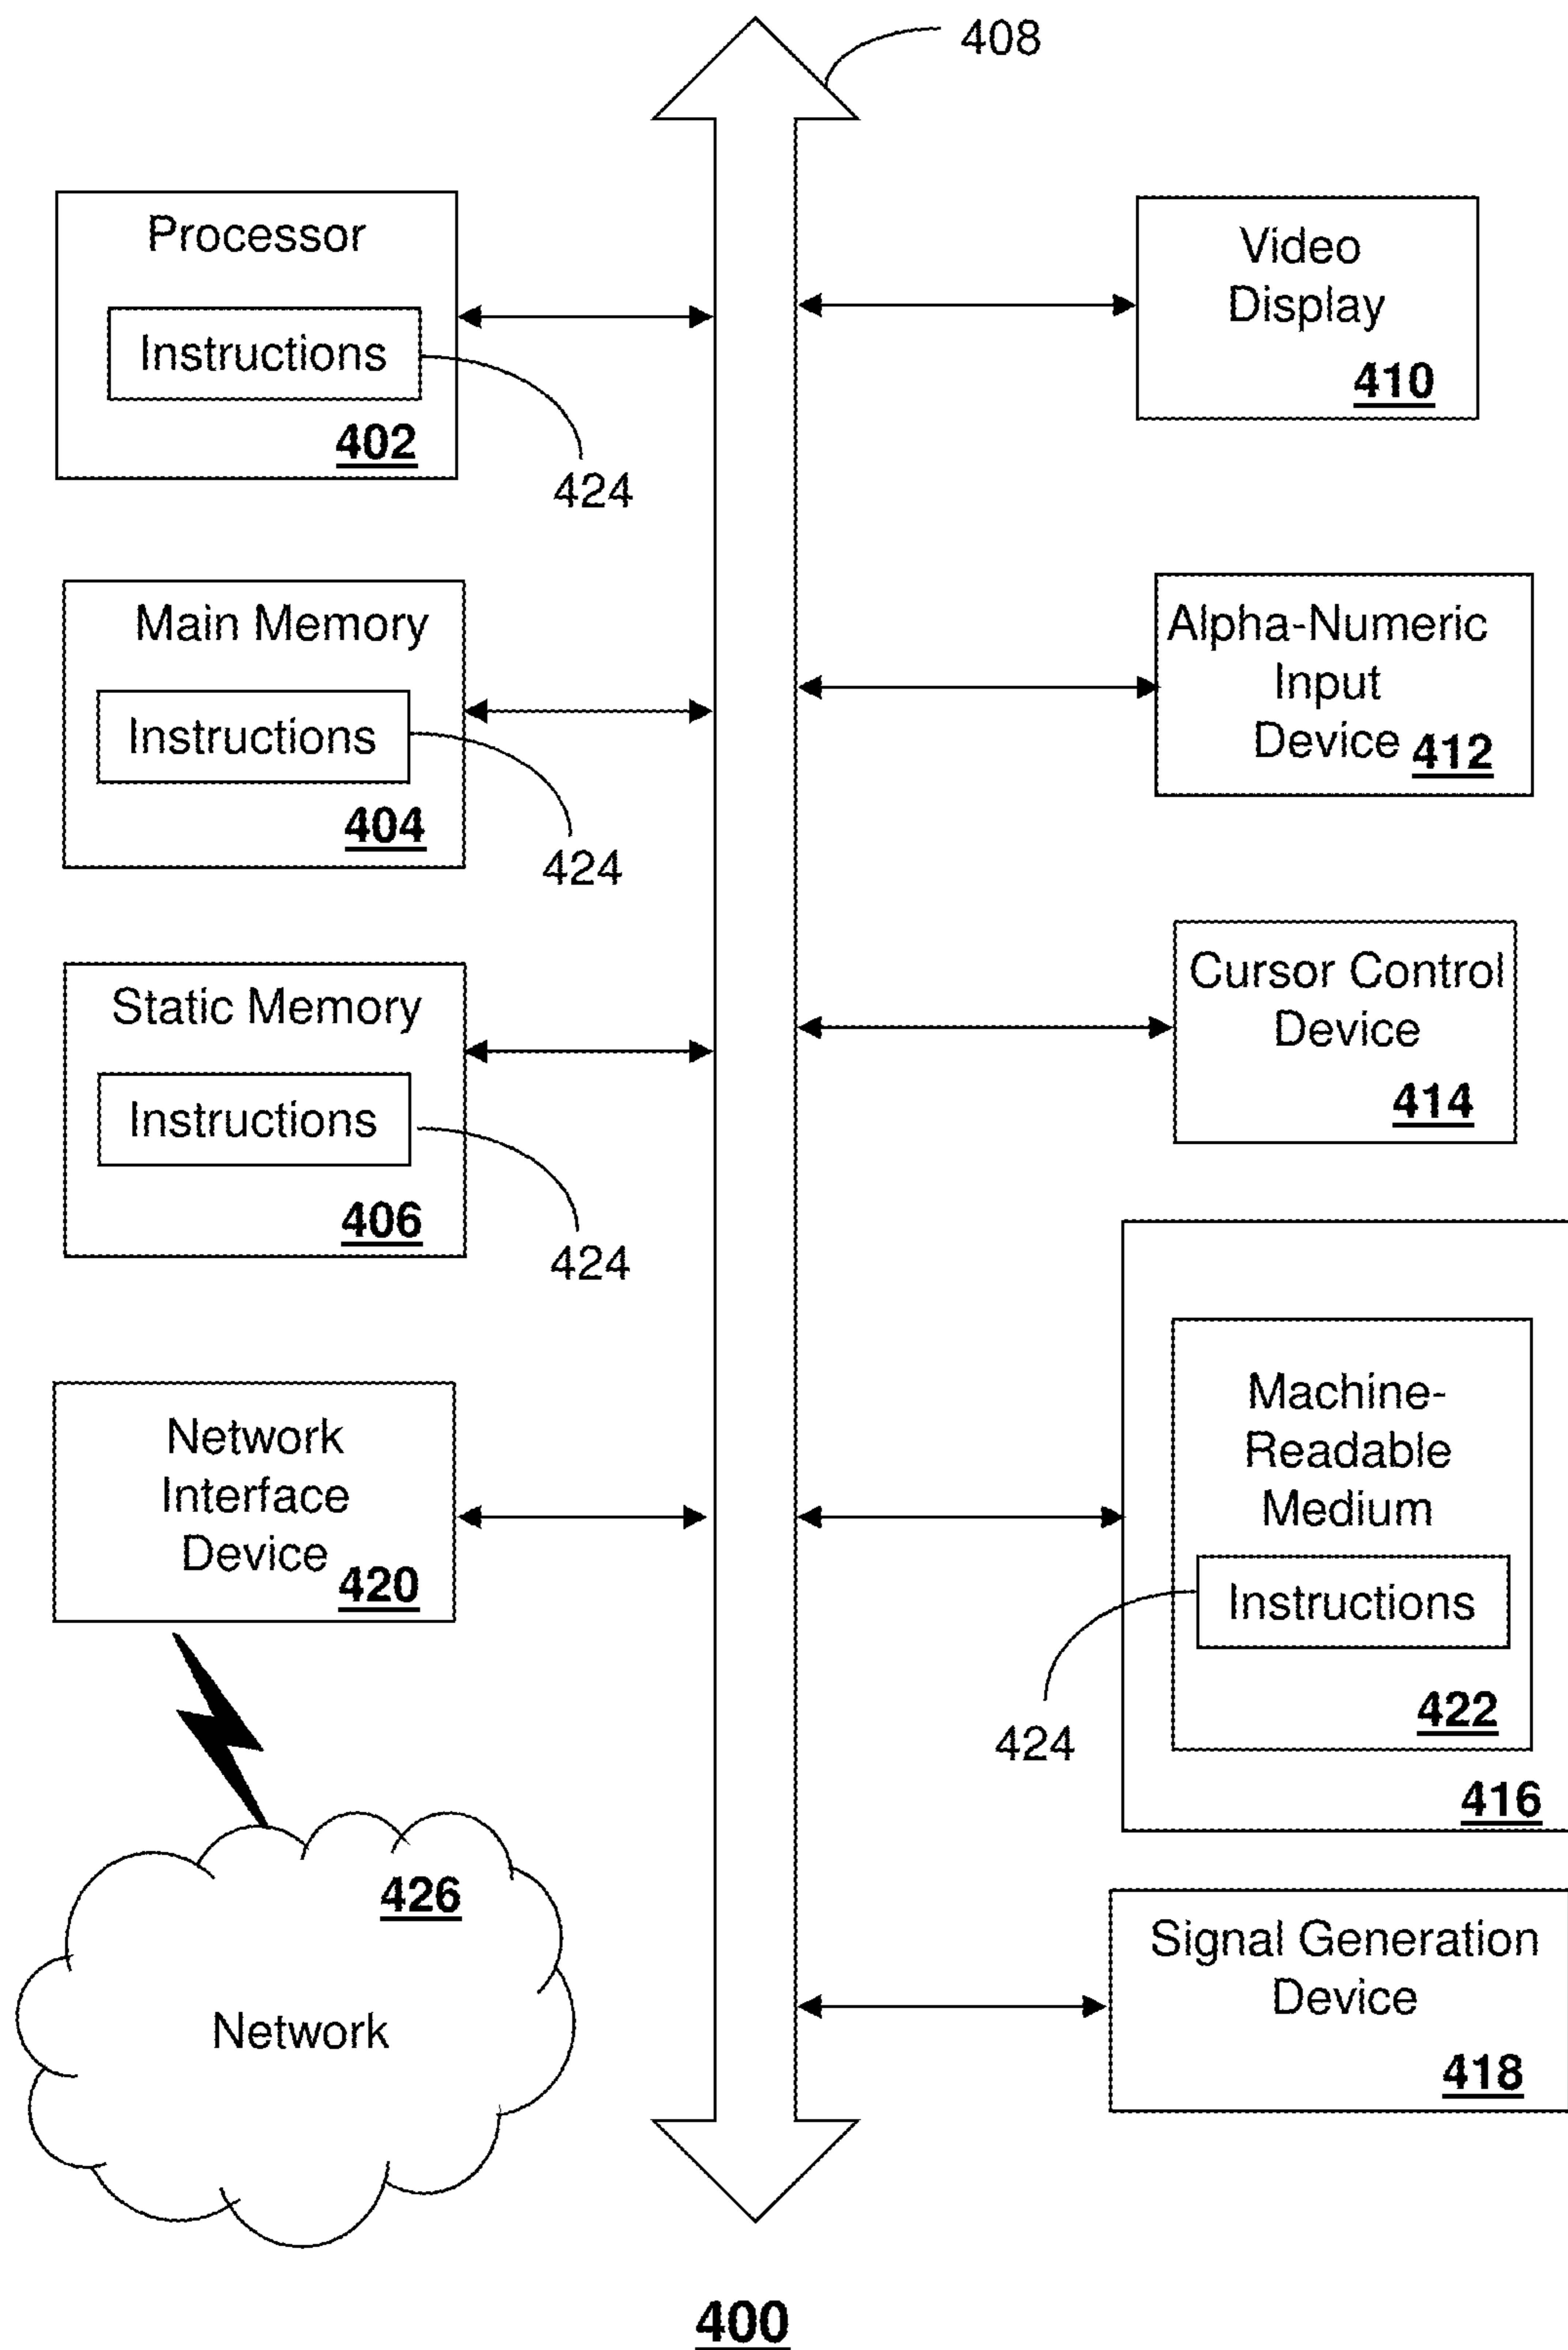 408
Processor
Instructions
402
424
Main Memory
Instructions
404
424
Static Memory
Instructions
406
424
Network
Interface
Device
420
426
Network
Video
Display
410
Alpha-Numeric
Input
Device 412
Cursor Control
Device
414
Machine-
Readable
Medium
Instructions
422
424
416
Signal Generation
Device
418
400